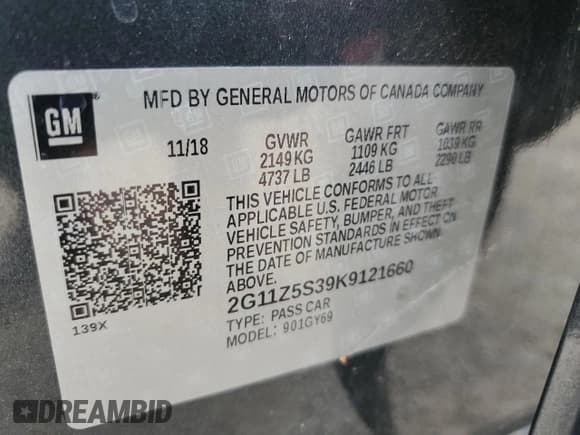 GM
MFD BY GENERAL MOTORS OF CANADA COMPANY
11/18 GVWR GAWR FRT GAWR RR
2149 KG 1109 KG 1039 KG
4737 LB 2446 LB 2290 LB
THIS VEHICLE CONFORMS TO ALL
APPLICABLE U.S. FEDERAL MOTOR
VEHICLE SAFETY, BUMPER, AND THEFT
PREVENTION STANDARDS IN EFFECT ON
THE DATE OF MANUFACTURE SHOWN
ABOVE.
2G11Z5S39K9121660
TYPE: PASS CAR
MODEL: 901GY69
139X
DREAMBID